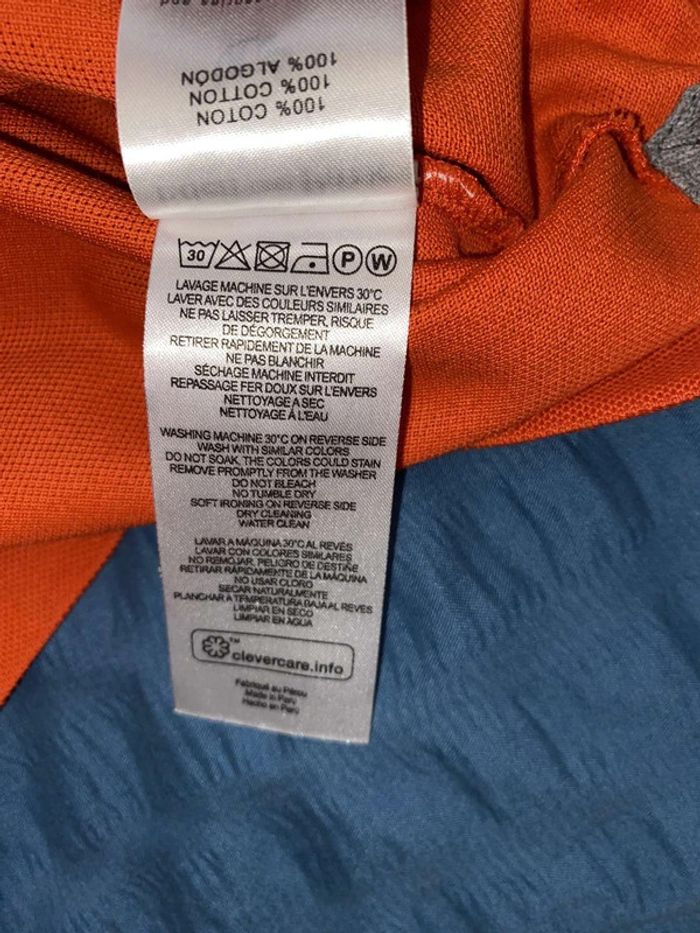 100% COTON
100% COTTON
100% ALGODÓN
30
P W
LAVAGE MACHINE SUR L'ENVERS 30°C
LAVER AVEC DES COULEURS SIMILAIRES
NE PAS LAISSER TREMPER, RISQUE
DE DÉGORGEMENT
RETIRER RAPIDEMENT DE LA MACHINE
NE PAS BLANCHIR
SÉCHAGE MACHINE INTERDIT
REPASSAGE FER DOUX SUR L'ENVERS
NETTOYAGE A SEC
NETTOYAGE À L'EAU
WASHING MACHINE 30°C ON REVERSE SIDE
WASH WITH SIMILAR COLORS
DO NOT SOAK, THE COLORS COULD STAIN
REMOVE PROMPTLY FROM THE WASHER
DO NOT BLEACH
NO TUMBLE DRY
SOFT IRONING ON REVERSE SIDE
DRY CLEANING
WATER CLEAN
LAVAR A MÁQUINA 30°C AL REVÉS
LAVAR CON COLORES SIMILARES
NO REMOJAR, PELIGRO DE DESTIÑE
RETIRAR RÁPIDAMENTE DE LA MÁQUINA
NO USAR CLORO
SECAR NATURALMENTE
PLANCHAR A TEMPERATURA BAJA AL REVES
LIMPIAR EN SECO
LIMPIAR EN AGUA
™ clevercare.info
Fabriqué au Pérou
Made in Peru
Hecho en Perú